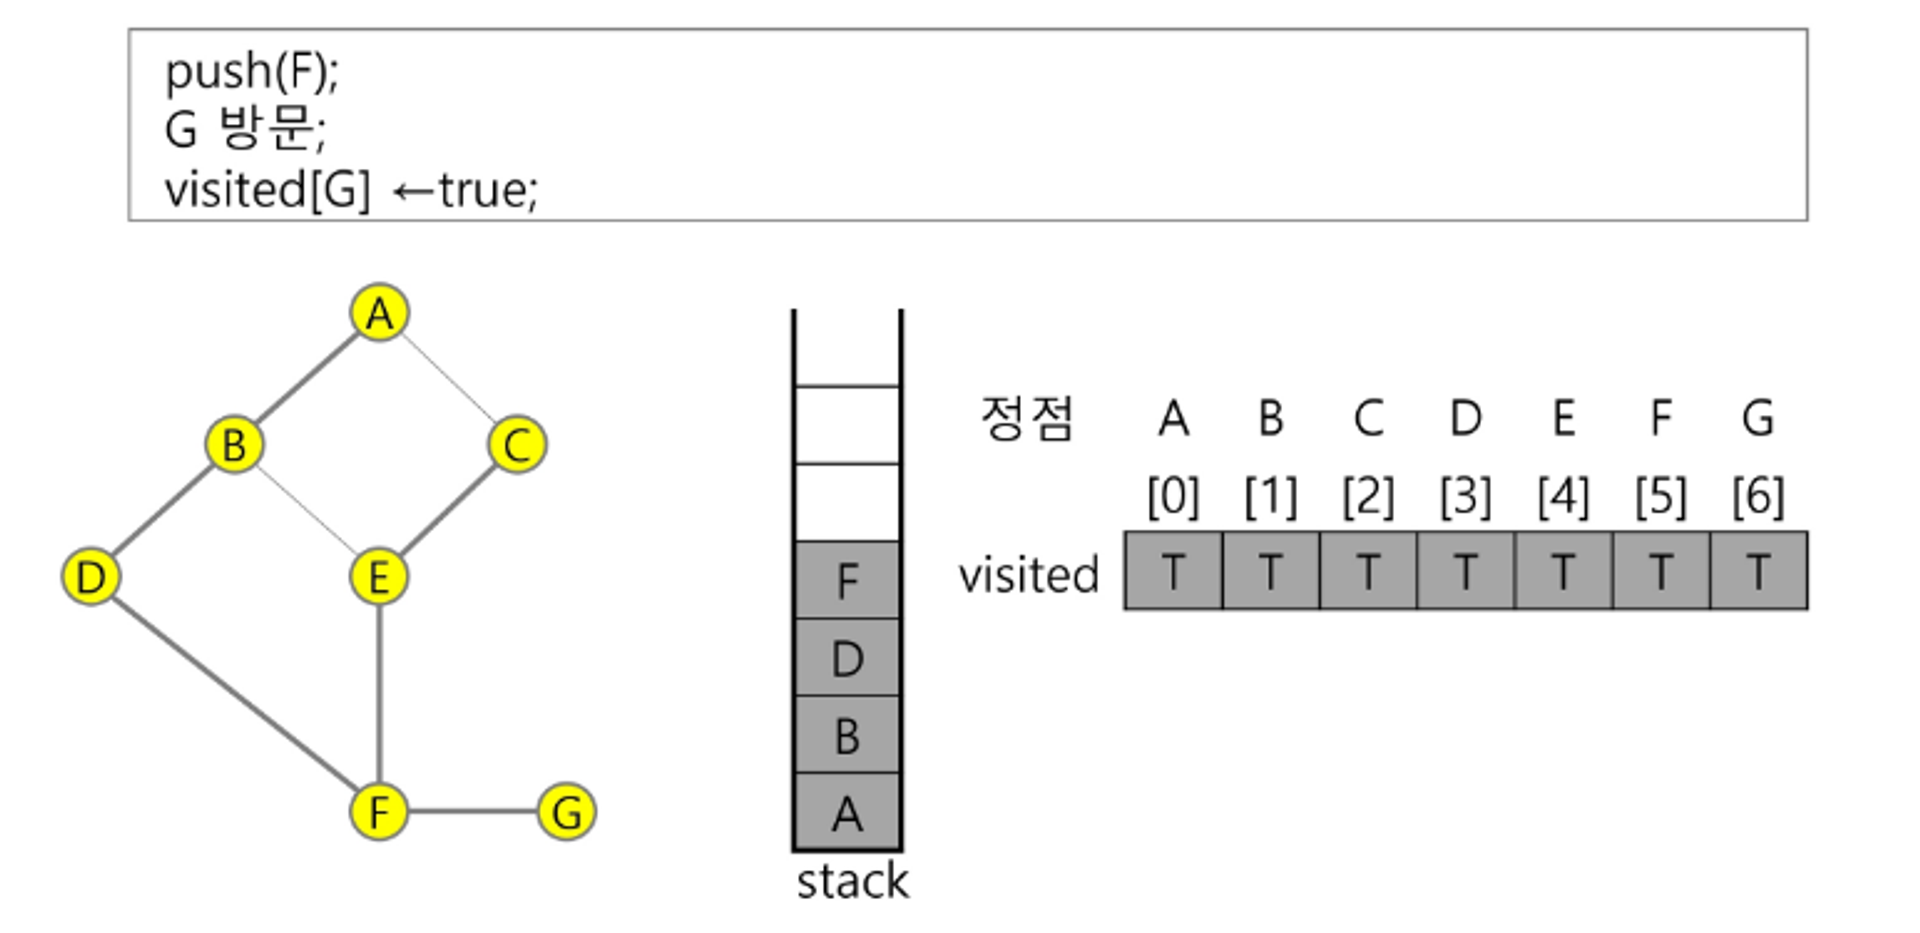 push(F);
G 방문;
visited[G] ←true;
A
B
C
D
E
F
G
F
D
B
A
stack
정점 A B C D E F G
[0] [1] [2] [3] [4] [5] [6]
visited T T T T T T T